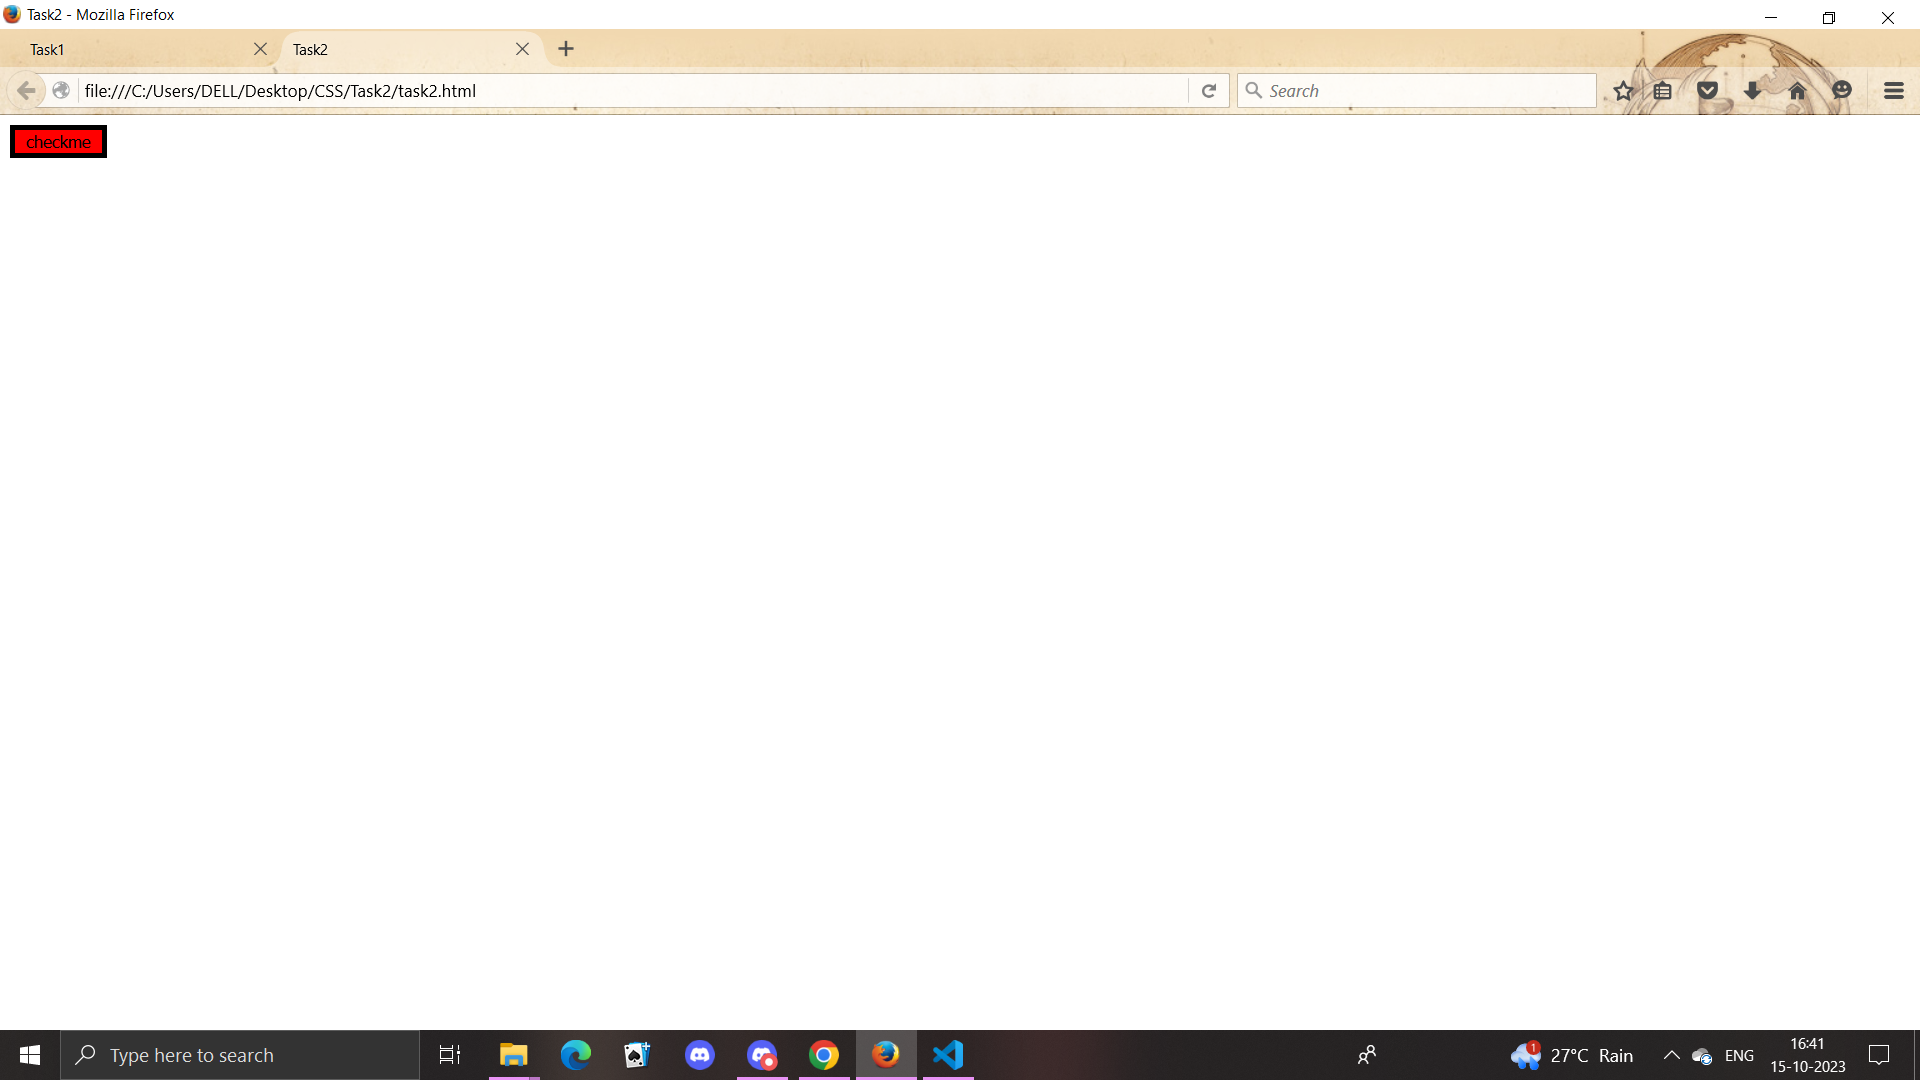 Task2 - Mozilla Firefox
Task1
Task2
file:///C:/Users/DELL/Desktop/CSS/Task2/task2.html
Search
checkme
Type here to search
1
27°C Rain
ENG
16:41
15-10-2023